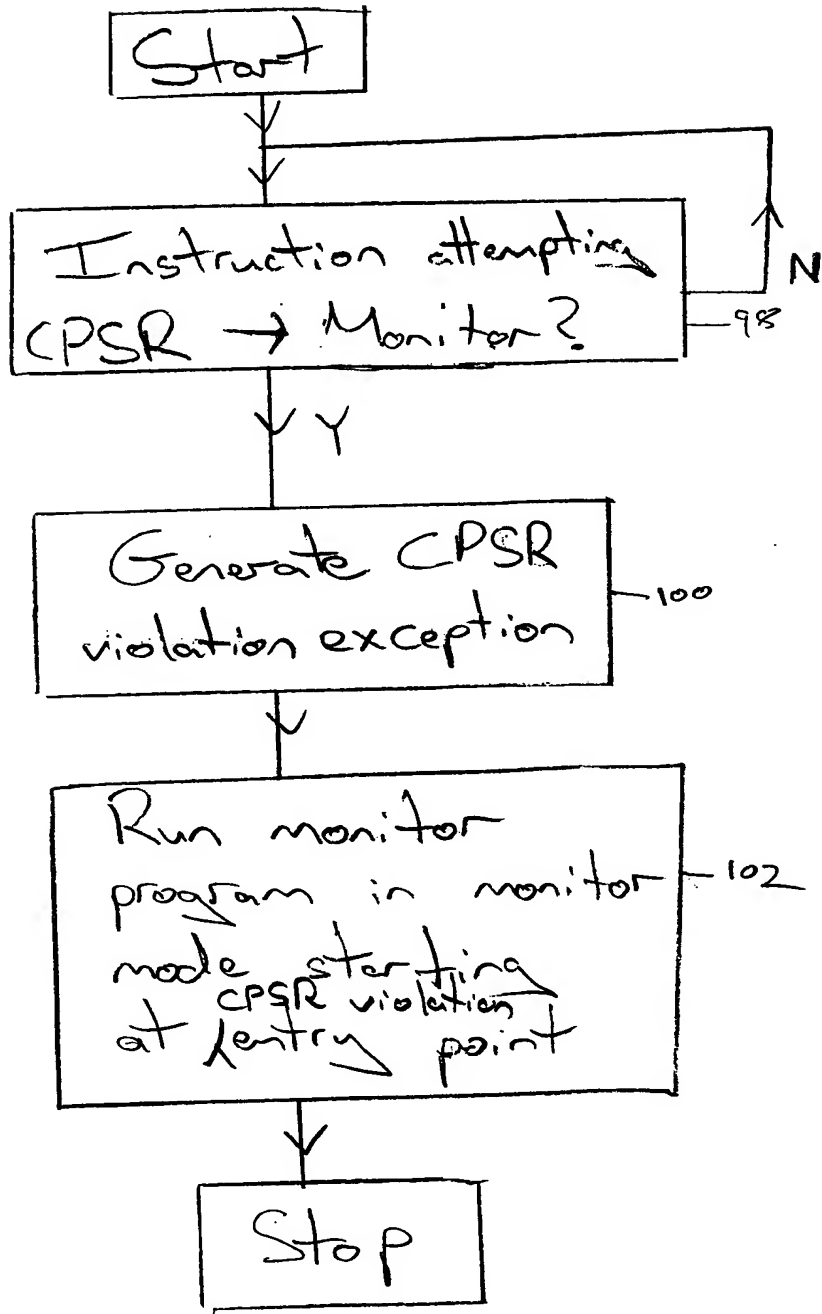 Start
Instruction attempting
CPSR → Monitor?
N
98
Y
Generate CPSR
violation exception
100
Run monitor
program in monitor
102
mode starting
CPSR violation
at entry point
Stop